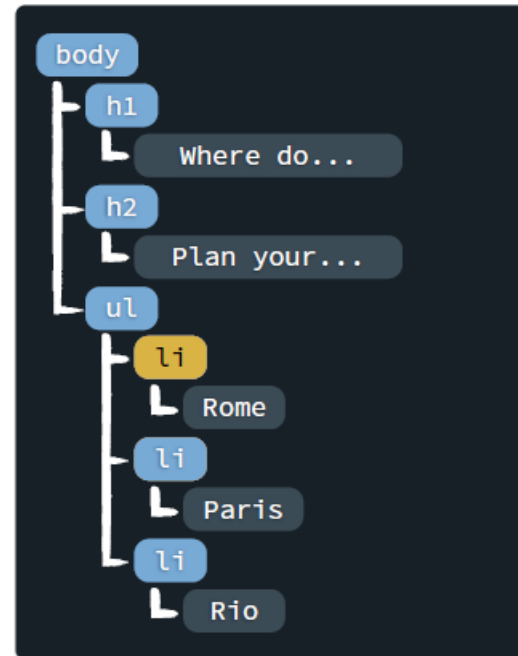 body
h1
Where do...
h2
Plan your...
ul
li
Rome
li
Paris
li
Rio